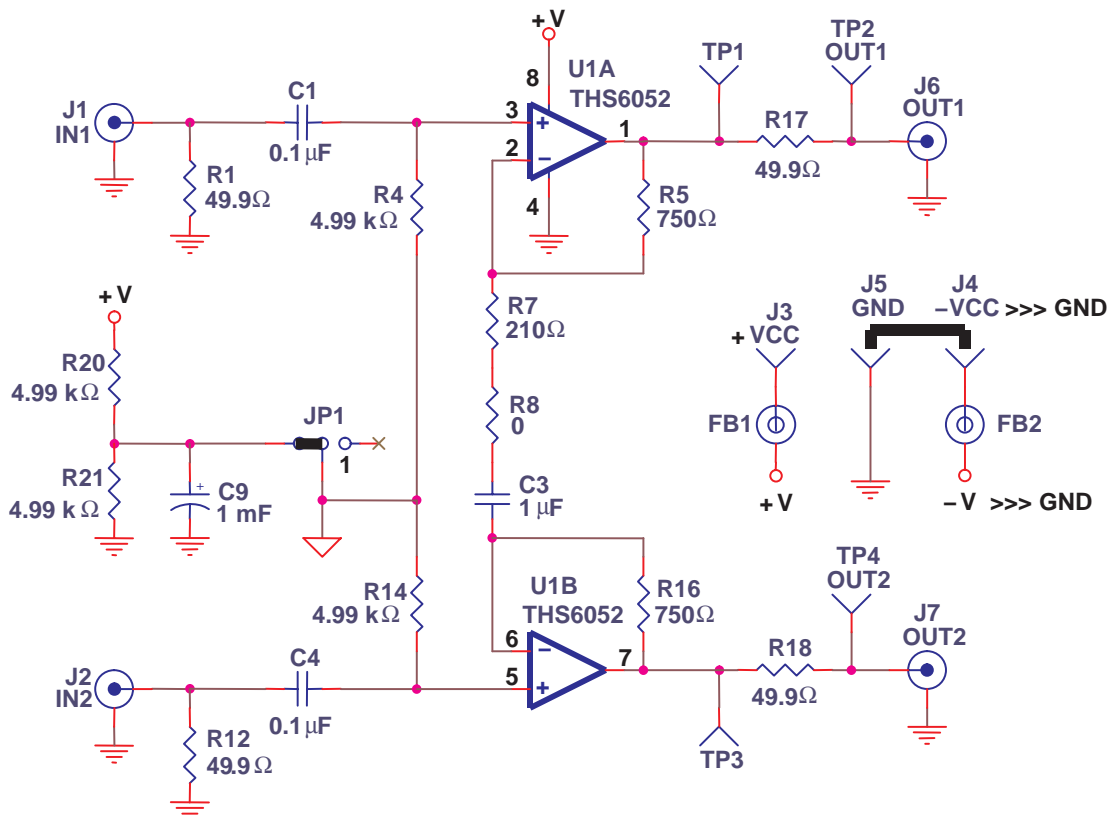 +V
TP1
TP2
OUT1
U1A
THS6052
8
J1
IN1
C1
0.1 μF
3
+
2
−
1
4
R17
49.9Ω
J6
OUT1
R1
49.9Ω
R4
4.99 kΩ
R5
750Ω
+V
R20
4.99 kΩ
R7
210Ω
J3
+VCC
J5
GND
J4
−VCC >>> GND
R8
0
FB1
FB2
JP1
1
R21
4.99 kΩ
+
C9
1 mF
C3
1 μF
+V
−V >>> GND
R14
4.99 kΩ
U1B
THS6052
R16
750Ω
TP4
OUT2
J7
OUT2
6
−
5
+
7
R18
49.9Ω
J2
IN2
C4
0.1 μF
R12
49.9Ω
TP3